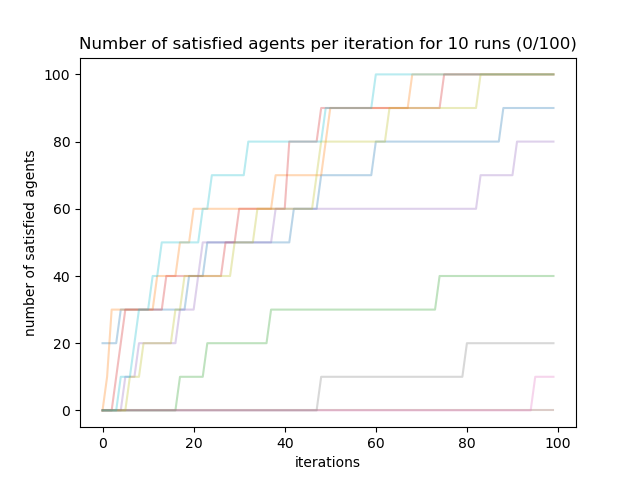 Number of satisfied agents per iteration for 10 runs (0/100)
100
80
60
40
20
0
number of satisfied agents
0 20 40 60 80 100
iterations